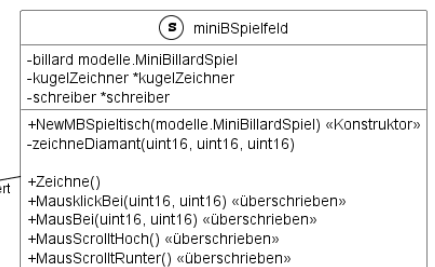 S miniBSpielfeld
-billard modelle.MiniBillardSpiel
-kugelZeichner *kugelZeichner
-schreiber *schreiber
+NewMBSpieltisch(modelle.MiniBillardSpiel) «Konstruktor»
-zeichneDiamant(uint16, uint16, uint16)
+Zeichne()
ert
+MausklickBei(uint16, uint16) «überschrieben»
+MausBei(uint16, uint16) «überschrieben»
+MausScrolltHoch() «überschrieben»
+MausScrolltRunter() «überschrieben»